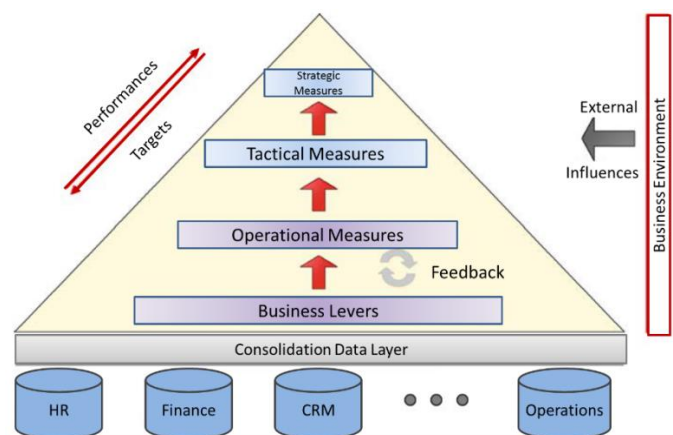 Strategic
Measures
Performances
Targets
External
Influences
Business Environment
Tactical Measures
Operational Measures
Feedback
Business Levers
Consolidation Data Layer
HR
Finance
CRM
Operations